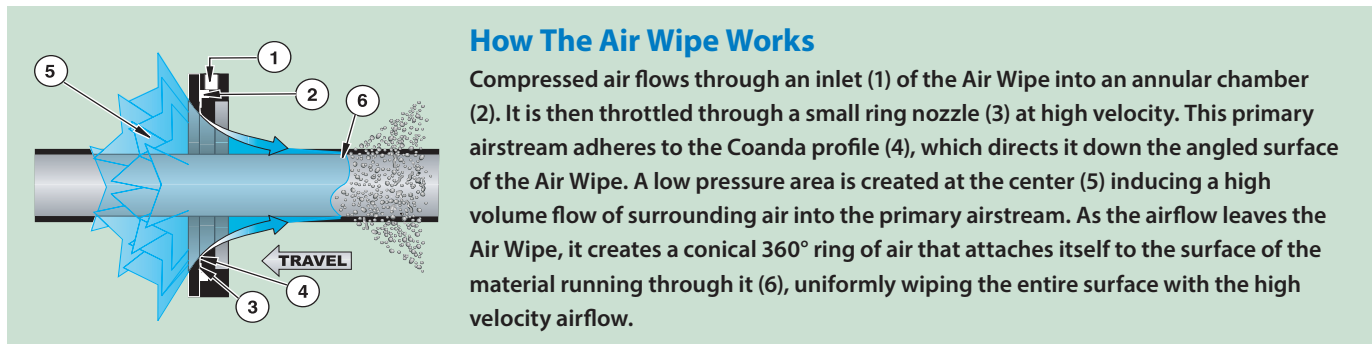 How The Air Wipe Works
Compressed air flows through an inlet (1) of the Air Wipe into an annular chamber
(2). It is then throttled through a small ring nozzle (3) at high velocity. This primary
airstream adheres to the Coanda profile (4), which directs it down the angled surface
of the Air Wipe. A low pressure area is created at the center (5) inducing a high
volume flow of surrounding air into the primary airstream. As the airflow leaves the
Air Wipe, it creates a conical 360° ring of air that attaches itself to the surface of the
material running through it (6), uniformly wiping the entire surface with the high
velocity airflow.
1
5
2
6
TRAVEL
4
3